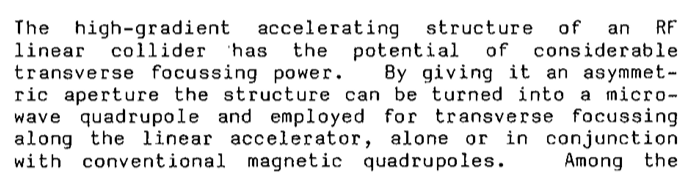 The high-gradient accelerating structure of an RF
linear collider has the potential of considerable
transverse focussing power. By giving it an asymmet-
ric aperture the structure can be turned into a micro-
wave quadrupole and employed for transverse focussing
along the linear accelerator, alone or in conjunction
with conventional magnetic quadrupoles. Among the